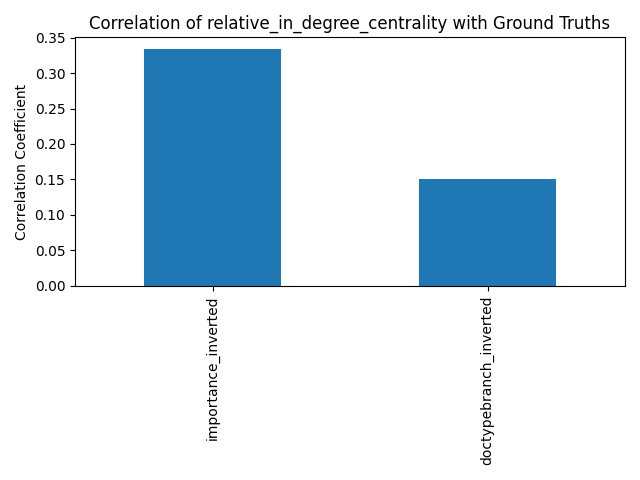 Correlation of relative_in_degree_centrality with Ground Truths
Correlation Coefficient
0.35
0.30
0.25
0.20
0.15
0.10
0.05
0.00
importance_inverted
doctypebranch_inverted